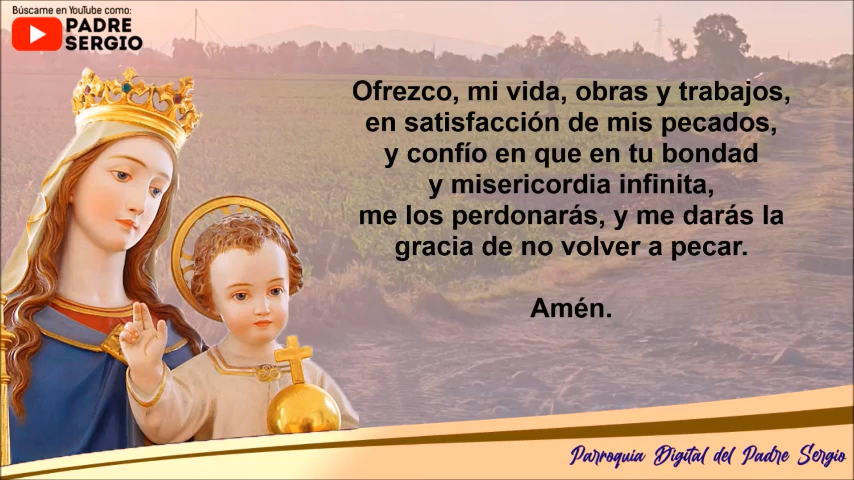 Búscame en YouTube como:
PADRE
SERGIO
Ofrezco, mi vida, obras y trabajos,
en satisfacción de mis pecados,
y confío en que en tu bondad
y misericordia infinita,
me los perdonarás, y me darás la
gracia de no volver a pecar.
Amén.
Parroquia Digital del Padre Sergio